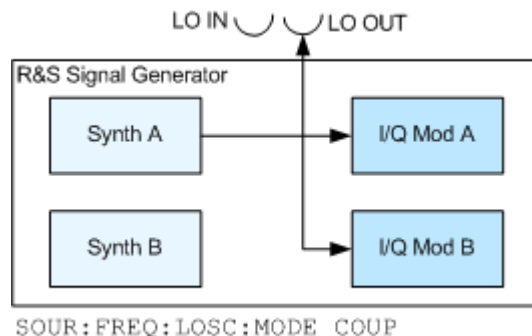 LO IN LO OUT
R&S Signal Generator
Synth A I/Q Mod A
Synth B I/Q Mod B
SOUR:FREQ:LOSC:MODE COUP